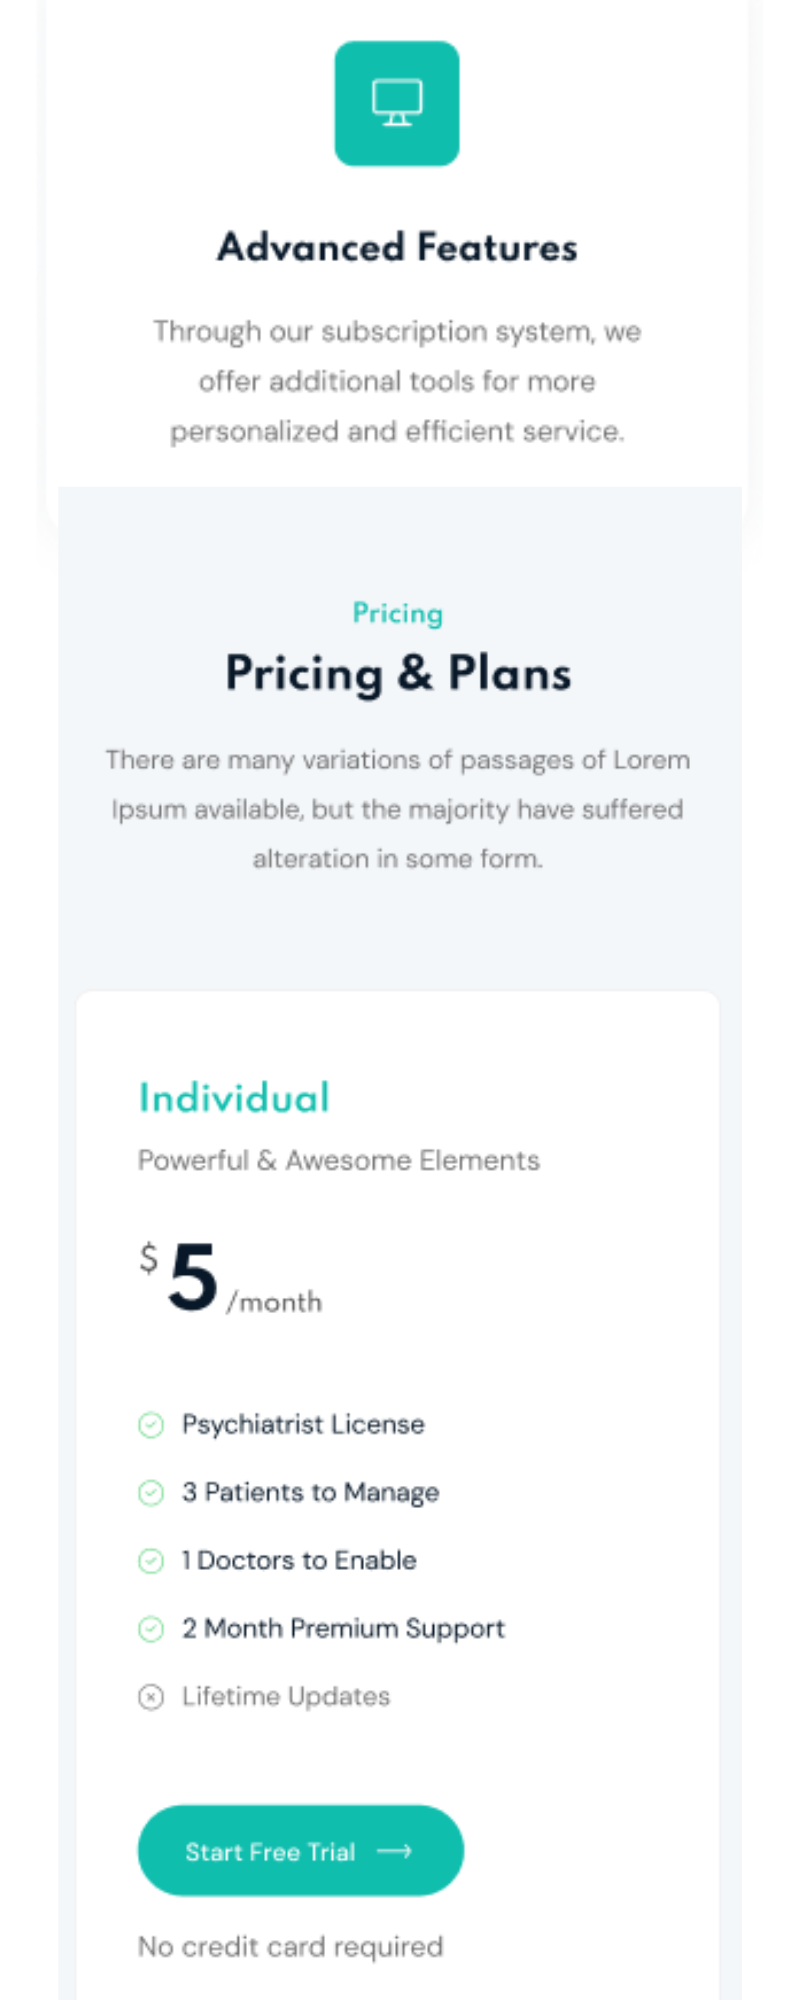 Advanced Features
Through our subscription system, we
offer additional tools for more
personalized and efficient service.
Pricing
Pricing & Plans
There are many variations of passages of Lorem
Ipsum available, but the majority have suffered
alteration in some form.
Individual
Powerful & Awesome Elements
$5/month
Psychiatrist License
3 Patients to Manage
1 Doctors to Enable
2 Month Premium Support
Lifetime Updates
Start Free Trial
No credit card required